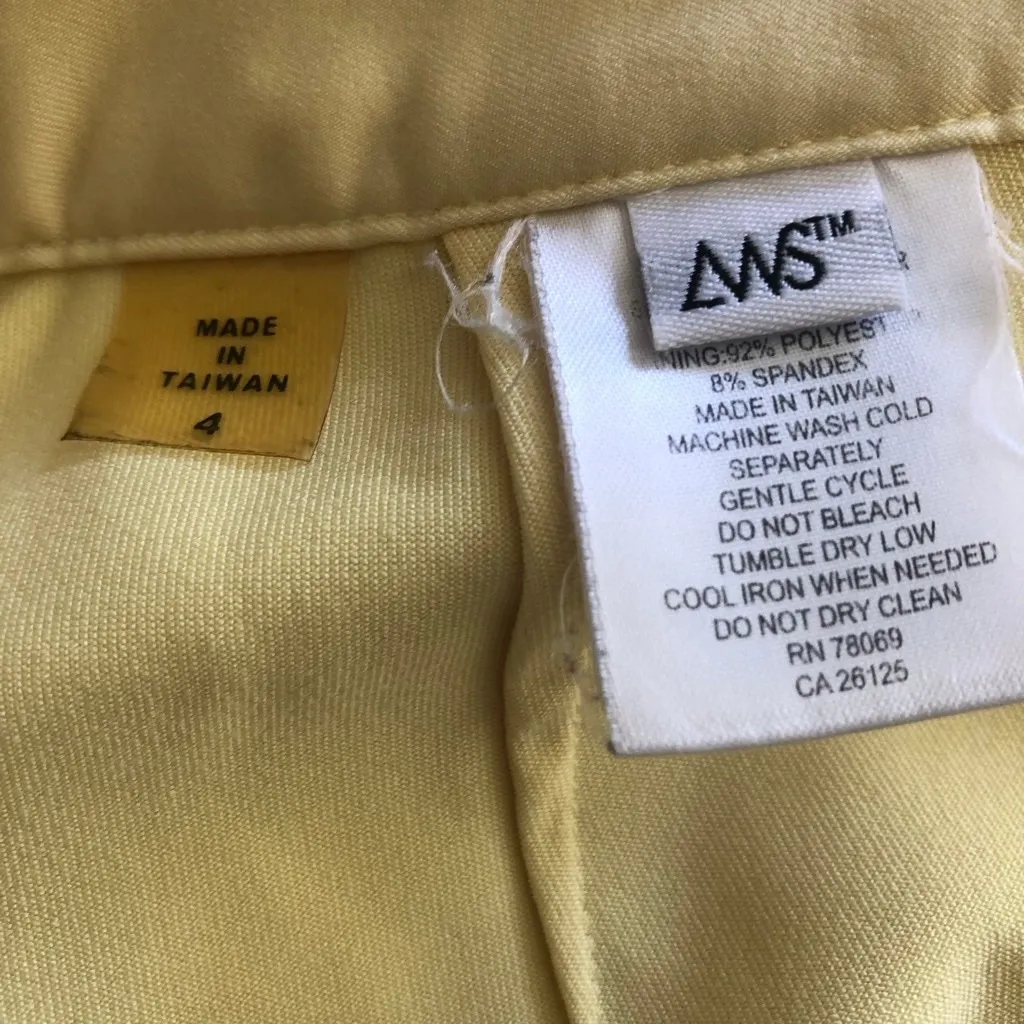 MADE
IN
TAIWAN
4
AWS™
NING:92% POLYEST
8% SPANDEX
MADE IN TAIWAN
MACHINE WASH COLD
SEPARATELY
GENTLE CYCLE
DO NOT BLEACH
TUMBLE DRY LOW
COOL IRON WHEN NEEDED
DO NOT DRY CLEAN
RN 78069
CA 26125